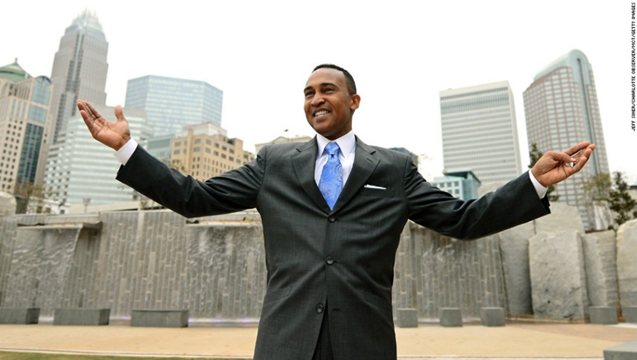 JEFF SINER/CHARLOTTE OBSERVER/MCT/GETTY IMAGES